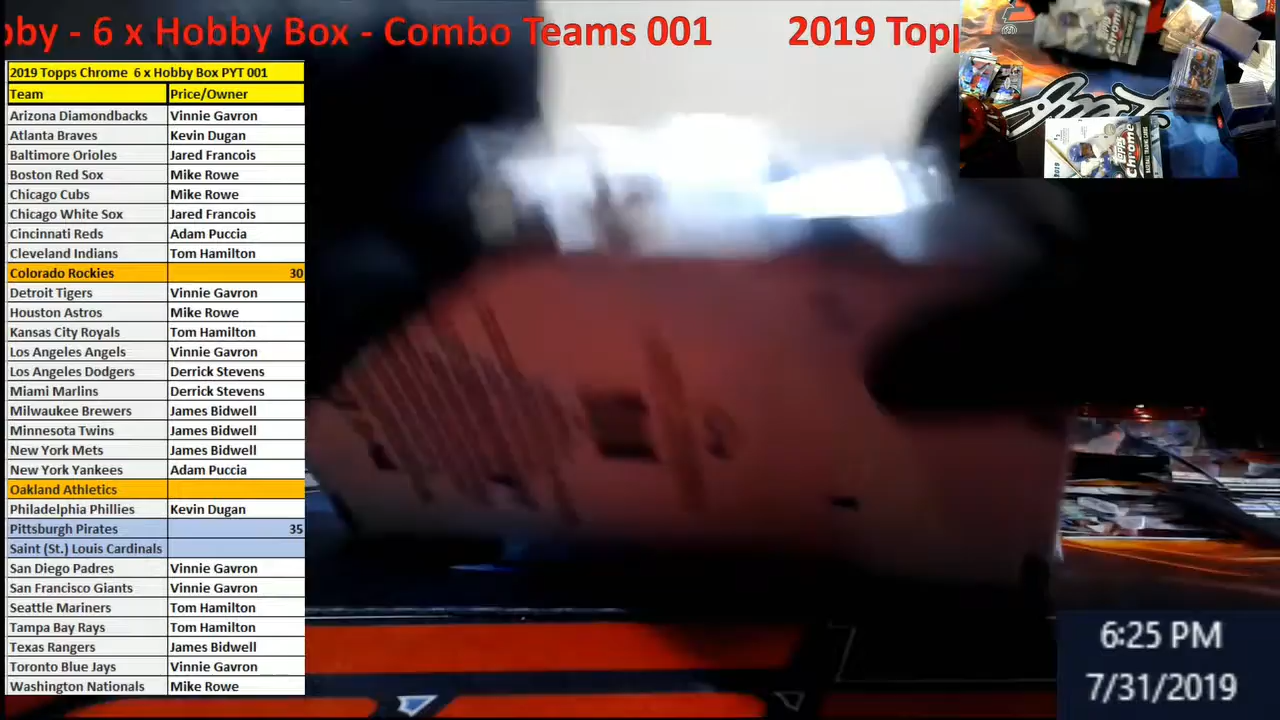 bby - 6 x Hobby Box - Combo Teams 001 2019 Topp
2019 Topps Chrome 6 x Hobby Box PYT 001
Team Price/Owner
Arizona Diamondbacks Vinnie Gavron
Atlanta Braves Kevin Dugan
Baltimore Orioles Jared Francois
Boston Red Sox Mike Rowe
Chicago Cubs Mike Rowe
Chicago White Sox Jared Francois
Cincinnati Reds Adam Puccia
Cleveland Indians Tom Hamilton
Colorado Rockies 30
Detroit Tigers Vinnie Gavron
Houston Astros Mike Rowe
Kansas City Royals Tom Hamilton
Los Angeles Angels Vinnie Gavron
Los Angeles Dodgers Derrick Stevens
Miami Marlins Derrick Stevens
Milwaukee Brewers James Bidwell
Minnesota Twins James Bidwell
New York Mets James Bidwell
New York Yankees Adam Puccia
Oakland Athletics
Philadelphia Phillies Kevin Dugan
Pittsburgh Pirates 35
Saint (St.) Louis Cardinals
San Diego Padres Vinnie Gavron
San Francisco Giants Vinnie Gavron
Seattle Mariners Tom Hamilton
Tampa Bay Rays Tom Hamilton
Texas Rangers James Bidwell
Toronto Blue Jays Vinnie Gavron
Washington Nationals Mike Rowe
Topps Chrome
6:25 PM
7/31/2019